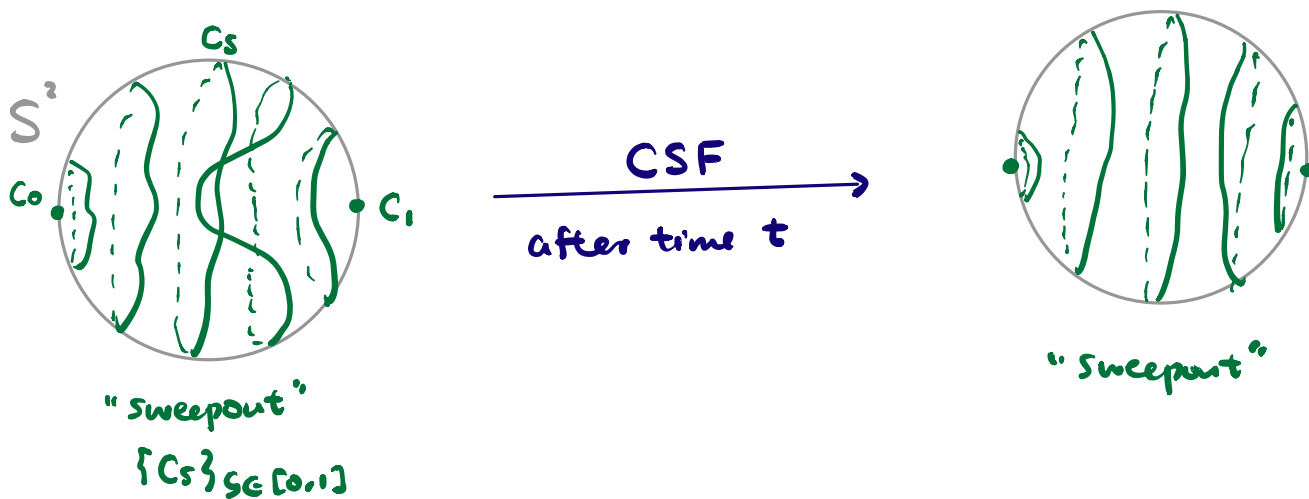 Cs
S²
C₀
C₁
CSF
after time t
"sweepout"
{Cs}s∈[0,1]
"sweepout"